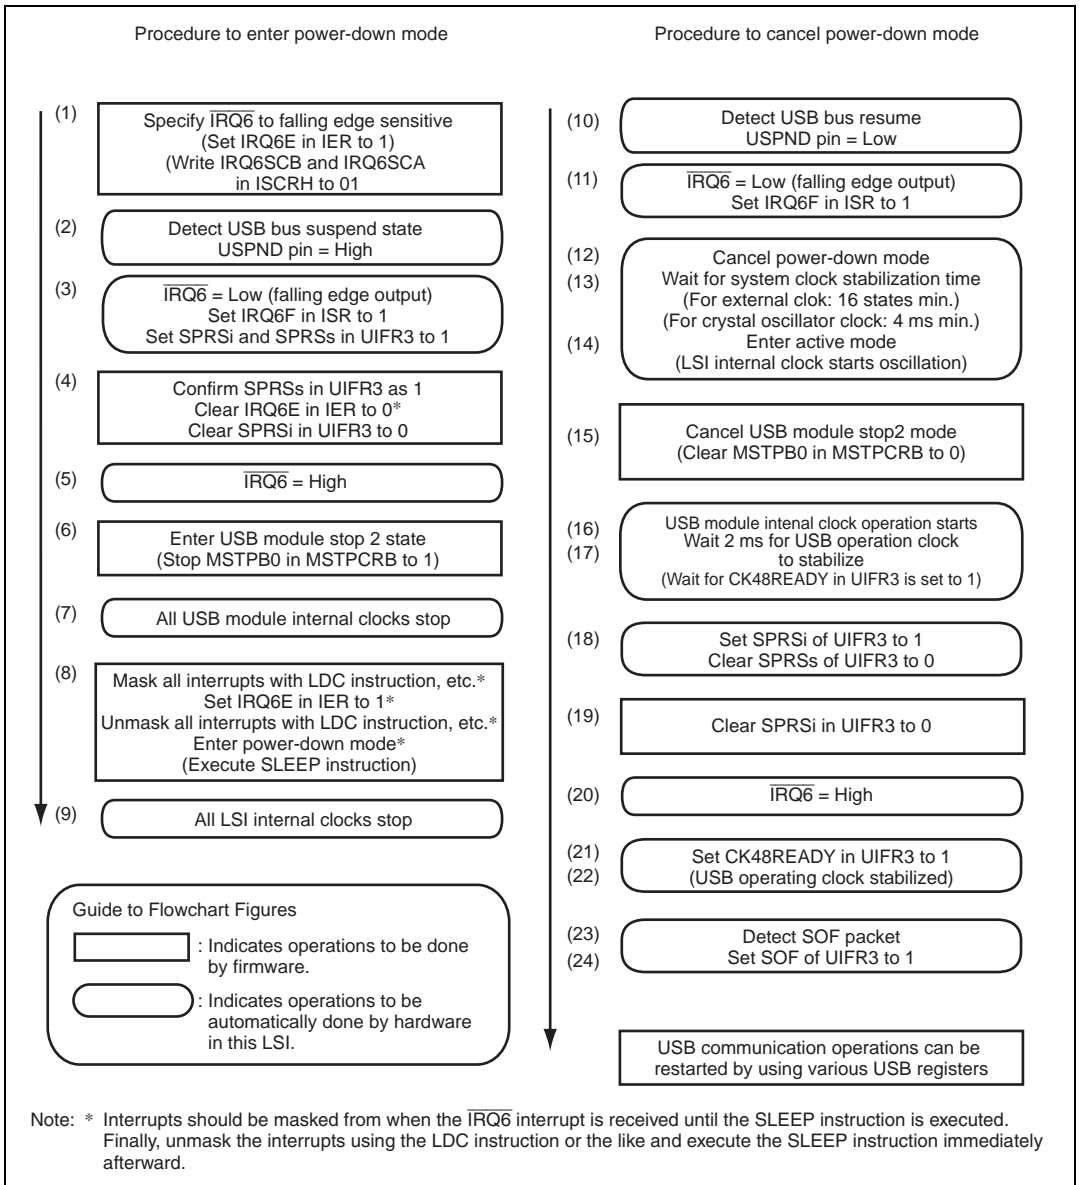 Procedure to enter power-down mode
(1)
Specify IRQ6 to falling edge sensitive
(Set IRQ6E in IER to 1)
(Write IRQ6SCB and IRQ6SCA
in ISCRH to 01
(2)
Detect USB bus suspend state
USPND pin = High
(3)
IRQ6 = Low (falling edge output)
Set IRQ6F in ISR to 1
Set SPRSi and SPRSs in UIFR3 to 1
(4)
Confirm SPRSs in UIFR3 as 1
Clear IRQ6E in IER to 0*
Clear SPRSi in UIFR3 to 0
(5)
IRQ6 = High
(6)
Enter USB module stop 2 state
(Stop MSTPB0 in MSTPCRB to 1)
(7)
All USB module internal clocks stop
(8)
Mask all interrupts with LDC instruction, etc.*
Set IRQ6E in IER to 1*
Unmask all interrupts with LDC instruction, etc.*
Enter power-down mode*
(Execute SLEEP instruction)
(9)
All LSI internal clocks stop
Guide to Flowchart Figures
: Indicates operations to be done
by firmware.
: Indicates operations to be
automatically done by hardware
in this LSI.
Procedure to cancel power-down mode
(10)
Detect USB bus resume
USPND pin = Low
(11)
IRQ6 = Low (falling edge output)
Set IRQ6F in ISR to 1
(12)
Cancel power-down mode
(13)
Wait for system clock stabilization time
(For external clok: 16 states min.)
(For crystal oscillator clock: 4 ms min.)
(14)
Enter active mode
(LSI internal clock starts oscillation)
(15)
Cancel USB module stop2 mode
(Clear MSTPB0 in MSTPCRB to 0)
(16)
USB module intenal clock operation starts
(17)
Wait 2 ms for USB operation clock
to stabilize
(Wait for CK48READY in UIFR3 is set to 1)
(18)
Set SPRSi of UIFR3 to 1
Clear SPRSs of UIFR3 to 0
(19)
Clear SPRSi in UIFR3 to 0
(20)
IRQ6 = High
(21)
Set CK48READY in UIFR3 to 1
(22)
(USB operating clock stabilized)
(23)
Detect SOF packet
(24)
Set SOF of UIFR3 to 1
USB communication operations can be
restarted by using various USB registers
Note: * Interrupts should be masked from when the IRQ6 interrupt is received until the SLEEP instruction is executed.
Finally, unmask the interrupts using the LDC instruction or the like and execute the SLEEP instruction immediately
afterward.